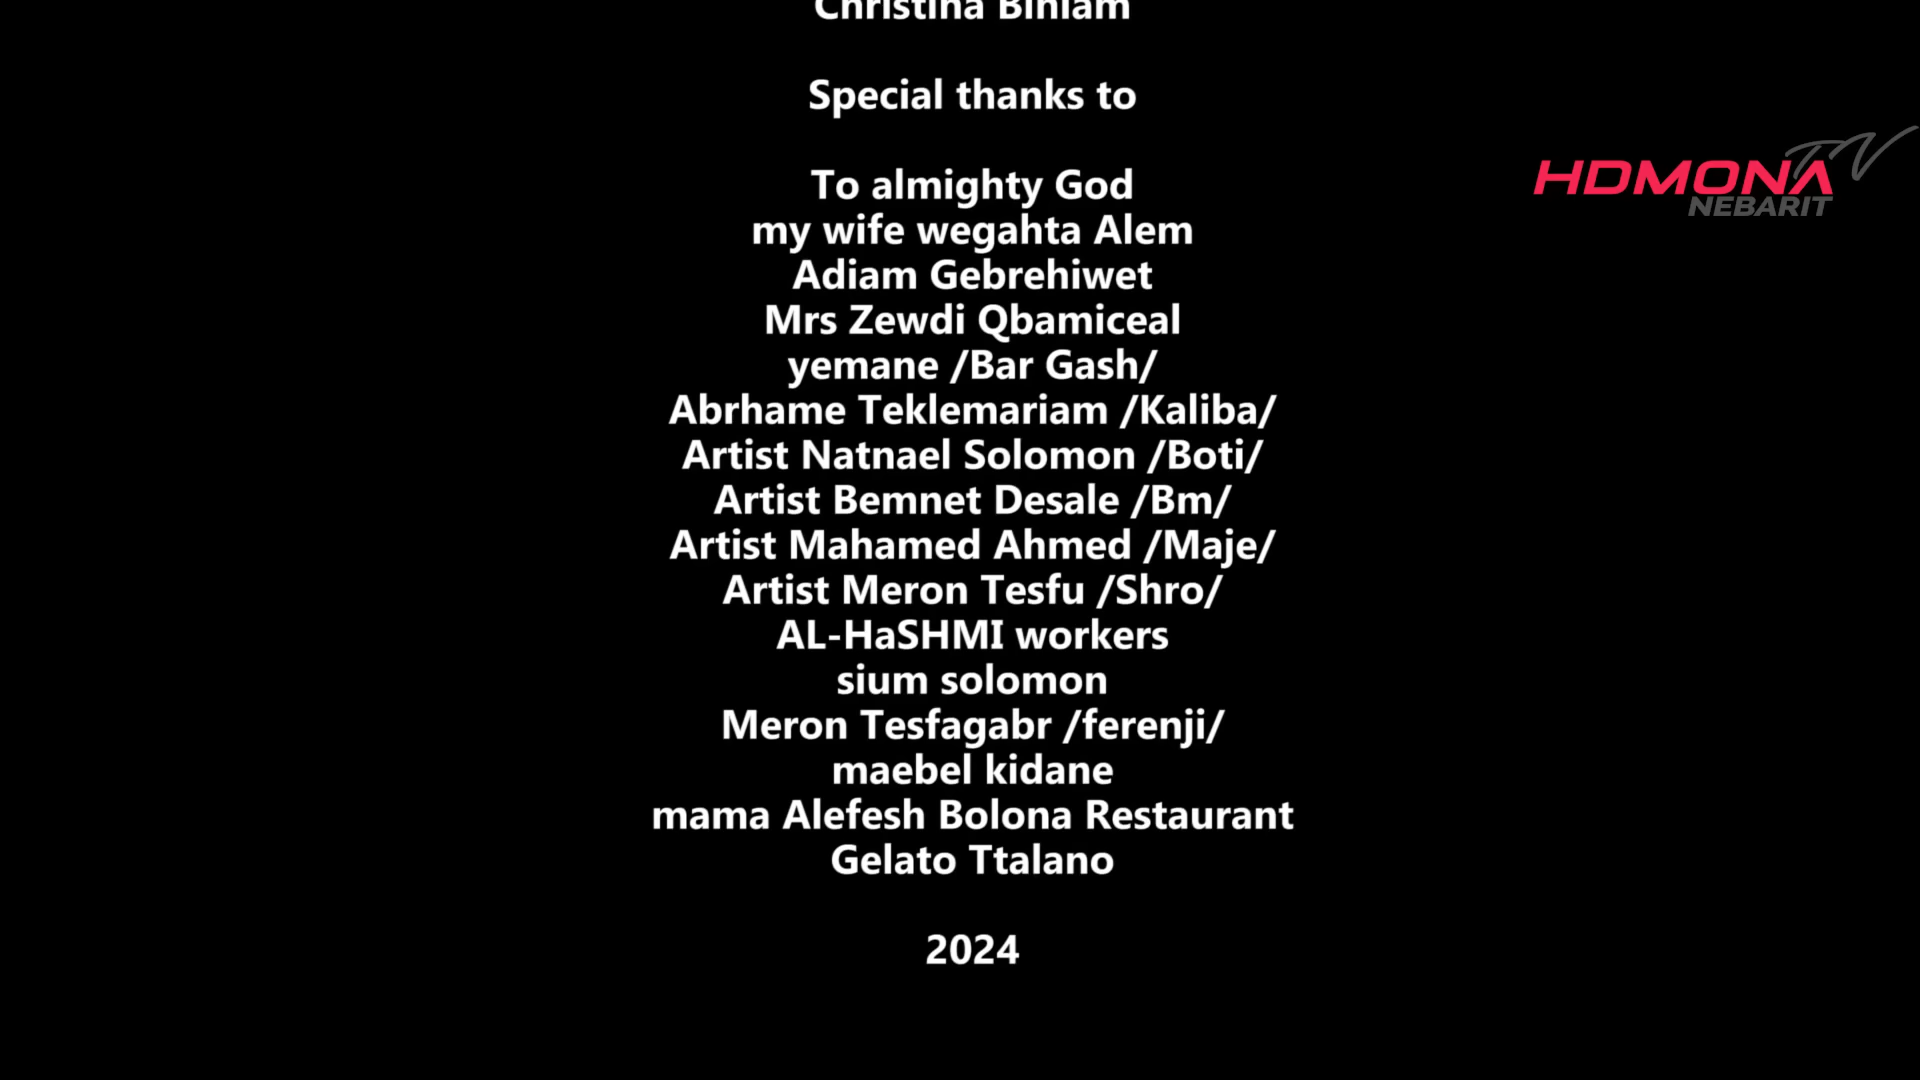 Christina Biniam
Special thanks to
To almighty God
my wife wegahta Alem
Adiam Gebrehiwet
Mrs Zewdi Qbamiceal
yemane /Bar Gash/
Abrhame Teklemariam /Kaliba/
Artist Natnael Solomon /Boti/
Artist Bemnet Desale /Bm/
Artist Mahamed Ahmed /Maje/
Artist Meron Tesfu /Shro/
AL-HaSHMI workers
sium solomon
Meron Tesfagabr /ferenji/
maebel kidane
mama Alefesh Bolona Restaurant
Gelato Ttalano
2024
HDMONA TV
NEBARIT